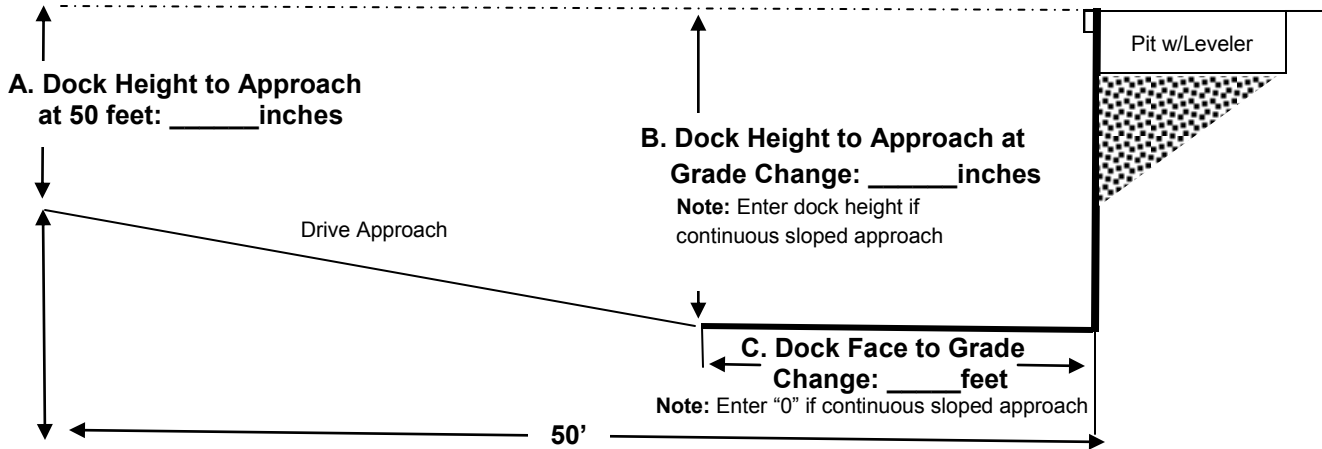 Pit w/Leveler
A. Dock Height to Approach
at 50 feet: ______inches
B. Dock Height to Approach at
Grade Change: ______inches
Note: Enter dock height if
continuous sloped approach
Drive Approach
C. Dock Face to Grade
Change: _____feet
Note: Enter “0” if continuous sloped approach
50’